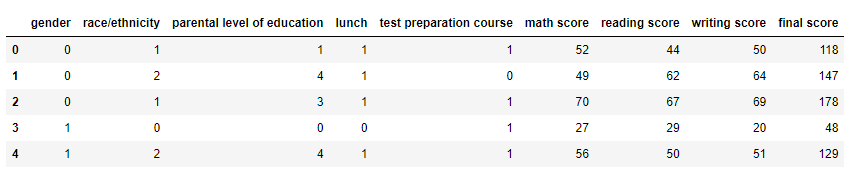 gender race/ethnicity parental level of education lunch test preparation course math score reading score writing score final score
0 0 1 1 1 1 52 44 50 118
1 0 2 4 1 0 49 62 64 147
2 0 1 3 1 1 70 67 69 178
3 1 0 0 0 1 27 29 20 48
4 1 2 4 1 1 56 50 51 129